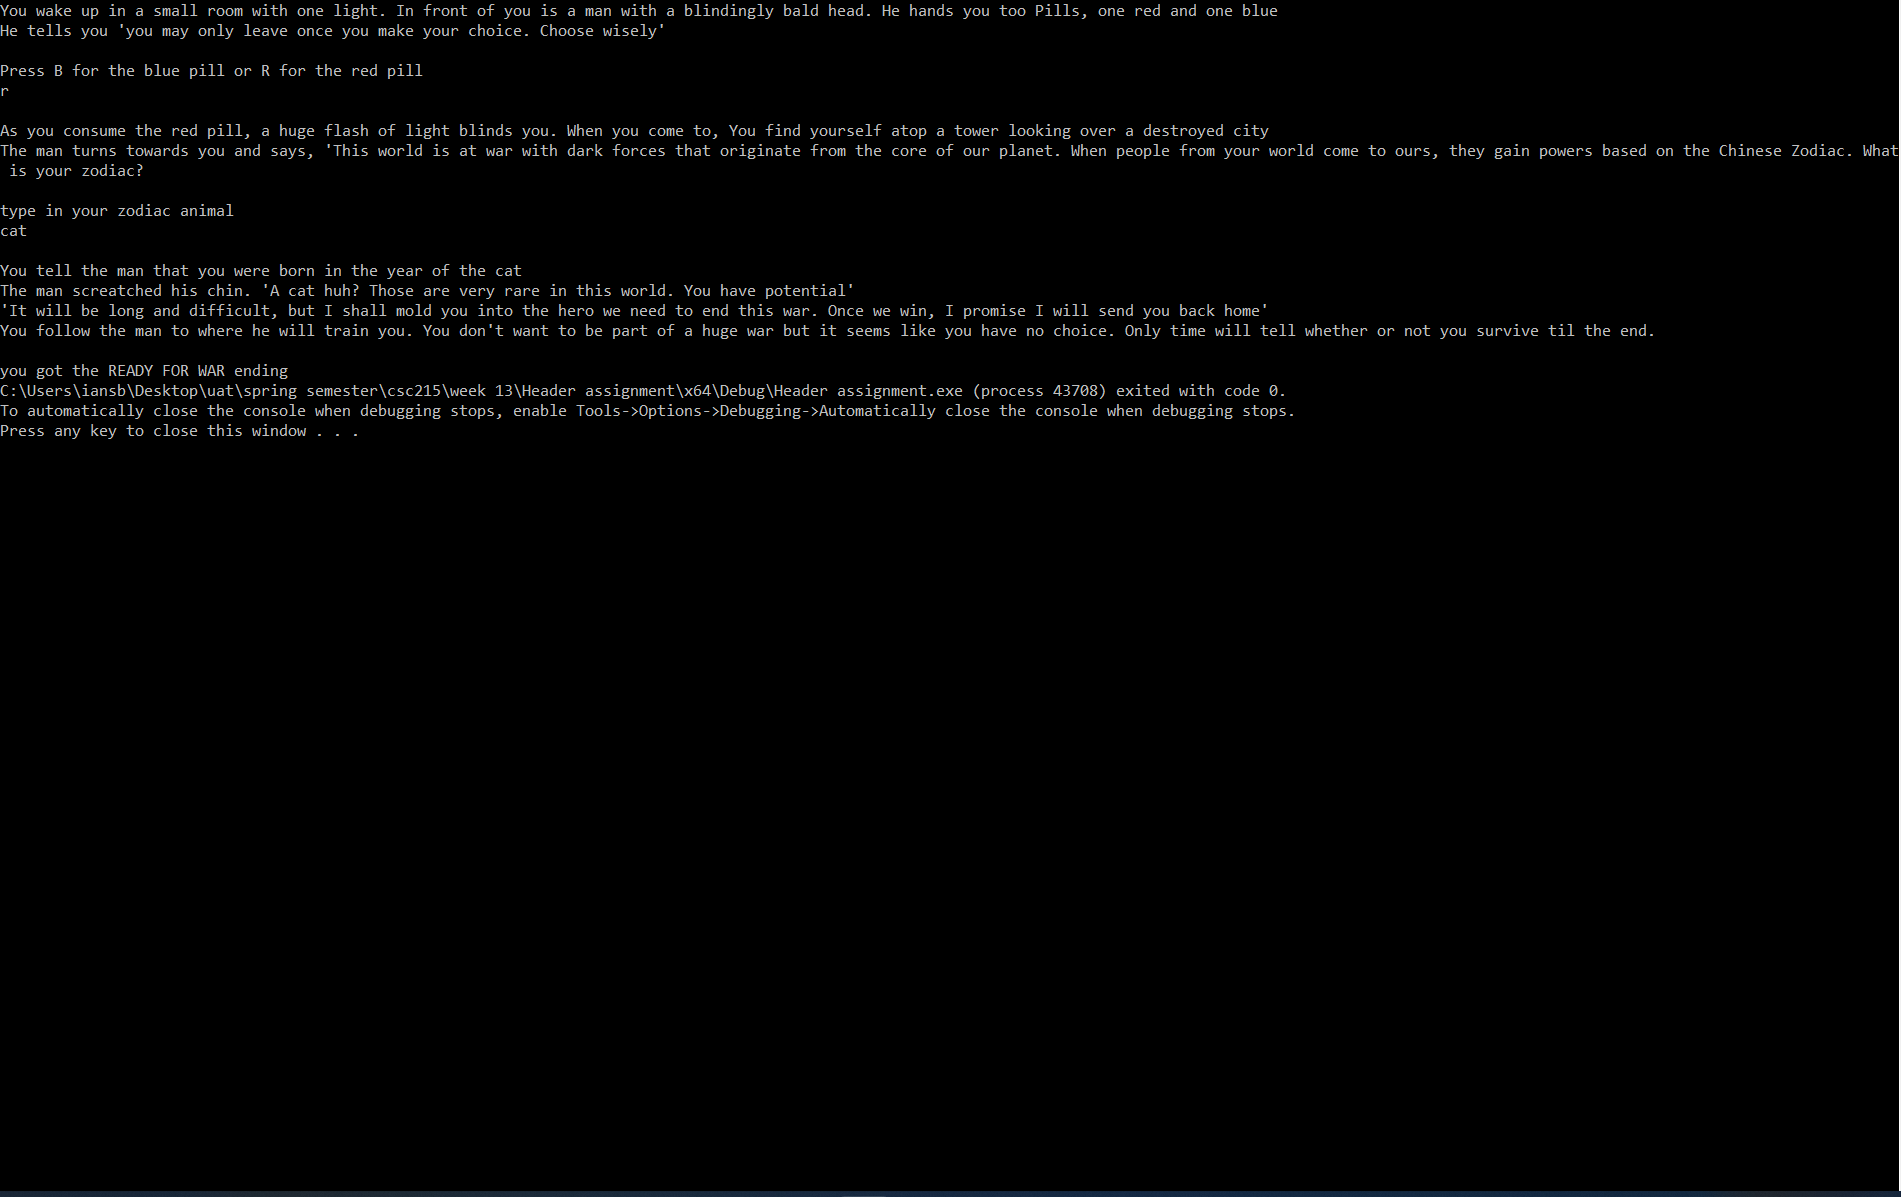 You wake up in a small room with one light. In front of you is a man with a blindingly bald head. He hands you too Pills, one red and one blue
He tells you 'you may only leave once you make your choice. Choose wisely'
Press B for the blue pill or R for the red pill
r
As you consume the red pill, a huge flash of light blinds you. When you come to, You find yourself atop a tower looking over a destroyed city
The man turns towards you and says, 'This world is at war with dark forces that originate from the core of our planet. When people from your world come to ours, they gain powers based on the Chinese Zodiac. What
is your zodiac?
type in your zodiac animal
cat
You tell the man that you were born in the year of the cat
The man screatched his chin. 'A cat huh? Those are very rare in this world. You have potential'
'It will be long and difficult, but I shall mold you into the hero we need to end this war. Once we win, I promise I will send you back home'
You follow the man to where he will train you. You don't want to be part of a huge war but it seems like you have no choice. Only time will tell whether or not you survive til the end.
you got the READY FOR WAR ending
C:\Users\iansb\Desktop\uat\spring semester\csc215\week 13\Header assignment\x64\Debug\Header assignment.exe (process 43708) exited with code 0.
To automatically close the console when debugging stops, enable Tools->Options->Debugging->Automatically close the console when debugging stops.
Press any key to close this window . . .